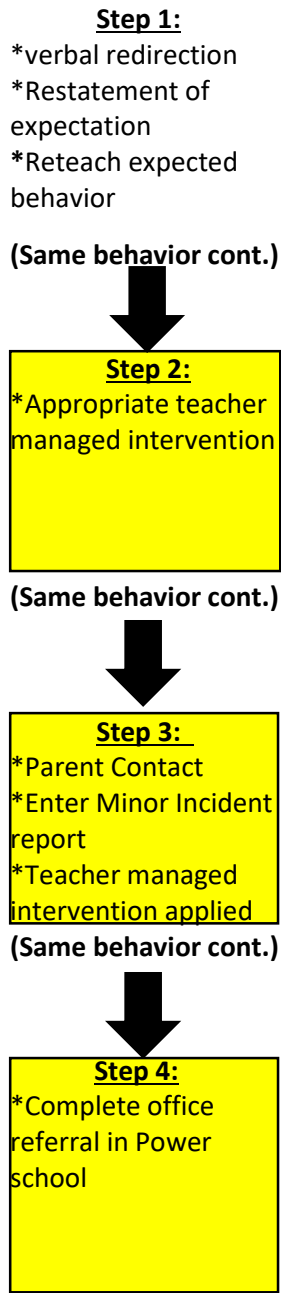 Step 1:
*verbal redirection
*Restatement of
expectation
*Reteach expected
behavior
(Same behavior cont.)
Step 2:
*Appropriate teacher
managed intervention
(Same behavior cont.)
Step 3:
*Parent Contact
*Enter Minor Incident
report
*Teacher managed
intervention applied
(Same behavior cont.)
Step 4:
*Complete office
referral in Power
school